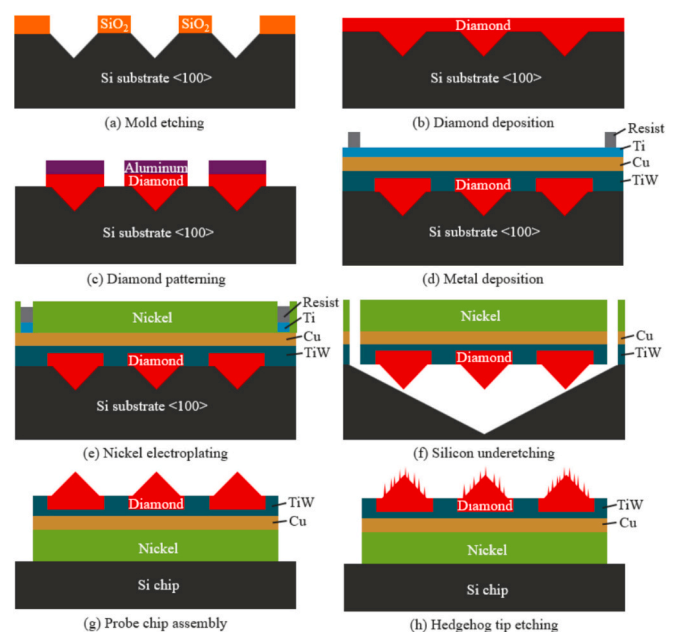 SiO₂ SiO₂
Si substrate <100>
(a) Mold etching
Diamond
Si substrate <100>
(b) Diamond deposition
Aluminum
Diamond
Si substrate <100>
(c) Diamond patterning
Resist
Ti
Cu
Diamond
TiW
Si substrate <100>
(d) Metal deposition
Nickel
Resist
Ti
Cu
Diamond
TiW
Si substrate <100>
(e) Nickel electroplating
Nickel
Cu
Diamond
TiW
(f) Silicon underetching
Diamond
TiW
Cu
Nickel
Si chip
(g) Probe chip assembly
Diamond
TiW
Cu
Nickel
Si chip
(h) Hedgehog tip etching